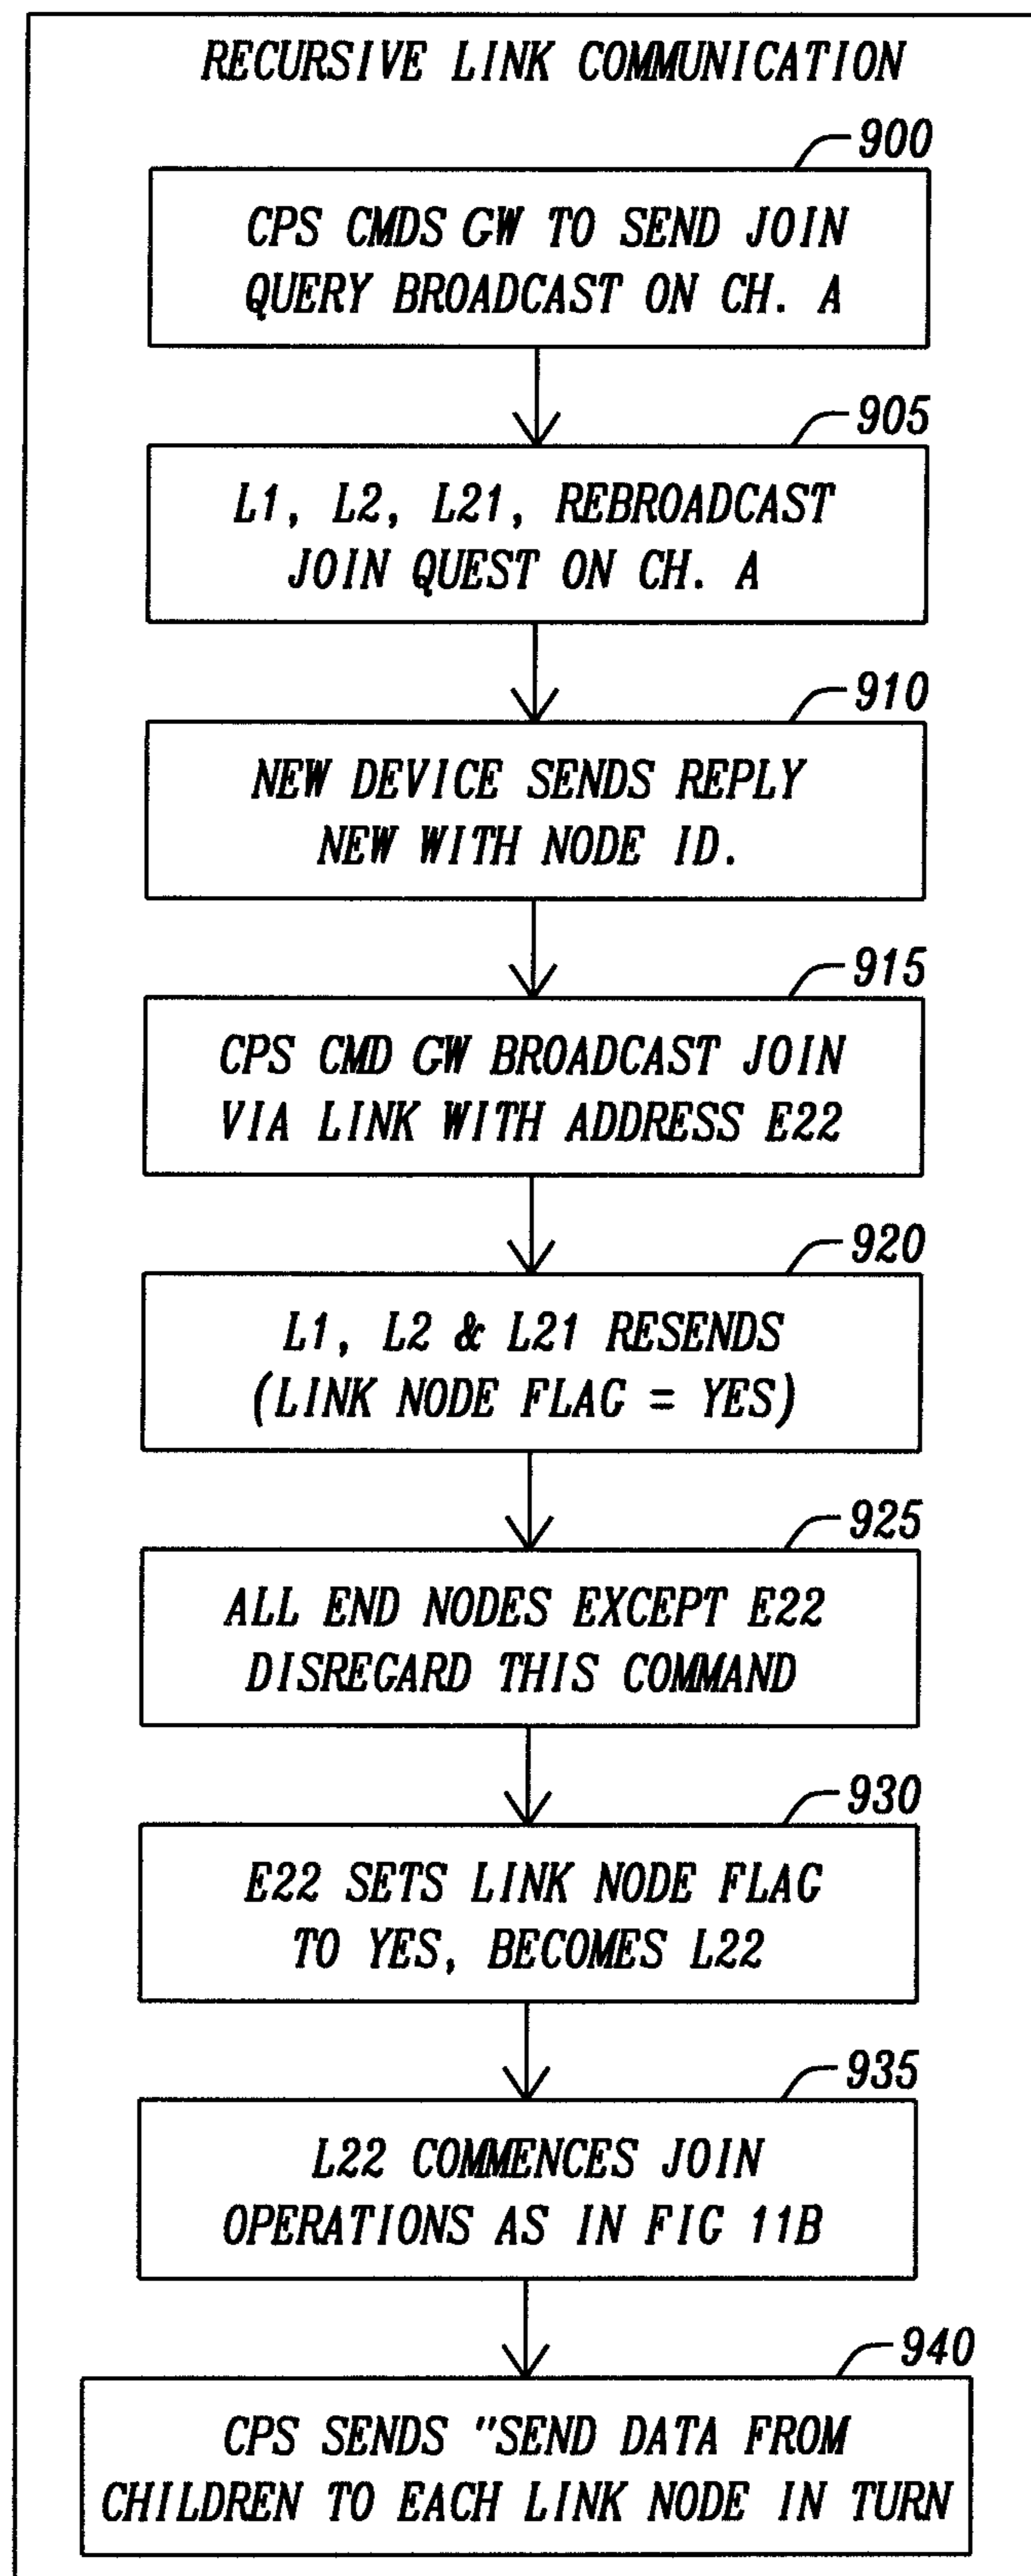 RECURSIVE LINK COMMUNICATION
900
CPS CMDS GW TO SEND JOIN
QUERY BROADCAST ON CH. A
905
L1, L2, L21, REBROADCAST
JOIN QUEST ON CH. A
910
NEW DEVICE SENDS REPLY
NEW WITH NODE ID.
915
CPS CMD GW BROADCAST JOIN
VIA LINK WITH ADDRESS E22
920
L1, L2 & L21 RESENDS
(LINK NODE FLAG = YES)
925
ALL END NODES EXCEPT E22
DISREGARD THIS COMMAND
930
E22 SETS LINK NODE FLAG
TO YES, BECOMES L22
935
L22 COMMENCES JOIN
OPERATIONS AS IN FIG 11B
940
CPS SENDS "SEND DATA FROM
CHILDREN TO EACH LINK NODE IN TURN